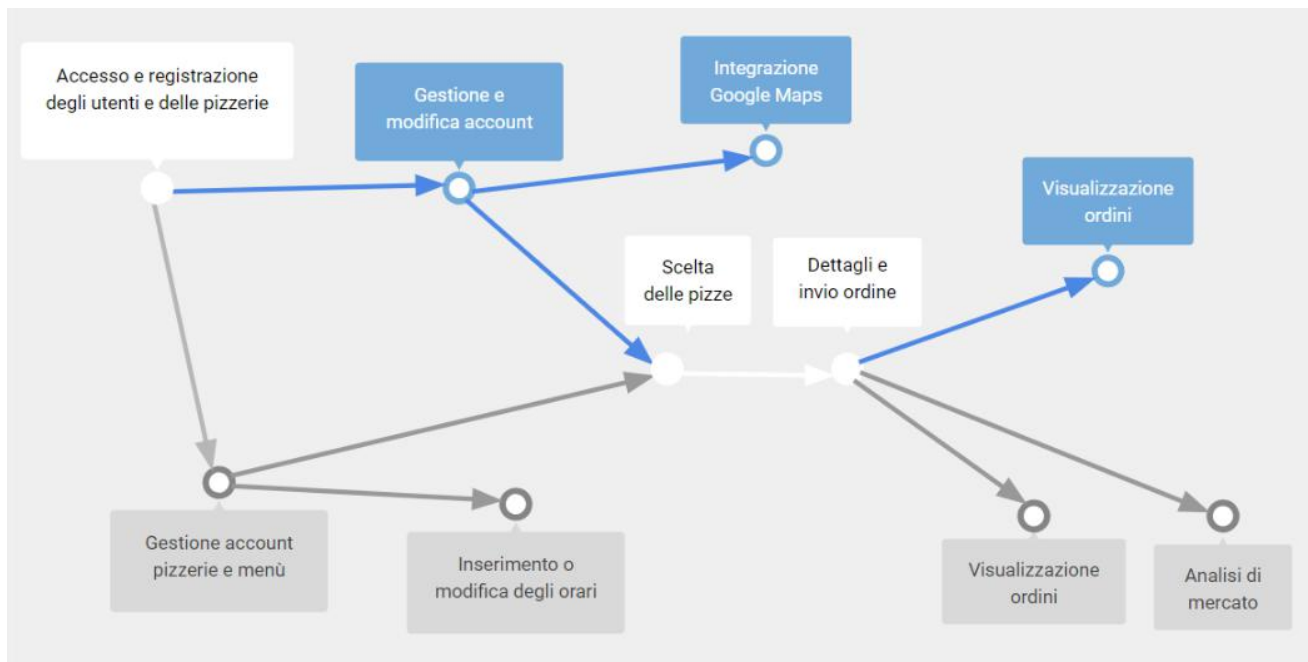 Accesso e registrazione
degli utenti e delle pizzerie
Gestione e
modifica account
Integrazione
Google Maps
Visualizzazione
ordini
Scelta
delle pizze
Dettagli e
invio ordine
Gestione account
pizzerie e menù
Inserimento o
modifica degli orari
Visualizzazione
ordini
Analisi di
mercato